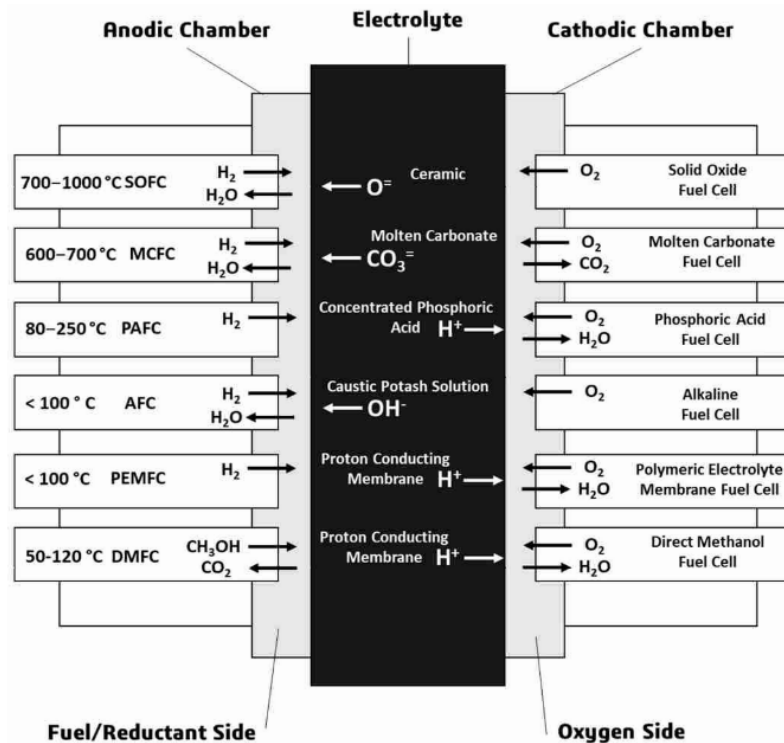 Anodic Chamber
Electrolyte
Cathodic Chamber
700–1000 °C SOFC
H₂
H₂O
O⁼
Ceramic
O₂
Solid Oxide
Fuel Cell
600–700 °C MCFC
H₂
H₂O
Molten Carbonate
CO₃⁼
O₂
CO₂
Molten Carbonate
Fuel Cell
80–250 °C PAFC
H₂
Concentrated Phosphoric
Acid H⁺
O₂
H₂O
Phosphoric Acid
Fuel Cell
< 100 ° C AFC
H₂
H₂O
Caustic Potash Solution
OH⁻
O₂
Alkaline
Fuel Cell
< 100 °C PEMFC
H₂
Proton Conducting
Membrane H⁺
O₂
H₂O
Polymeric Electrolyte
Membrane Fuel Cell
50-120 °C DMFC
CH₃OH
CO₂
Proton Conducting
Membrane H⁺
O₂
H₂O
Direct Methanol
Fuel Cell
Fuel/Reductant Side
Oxygen Side